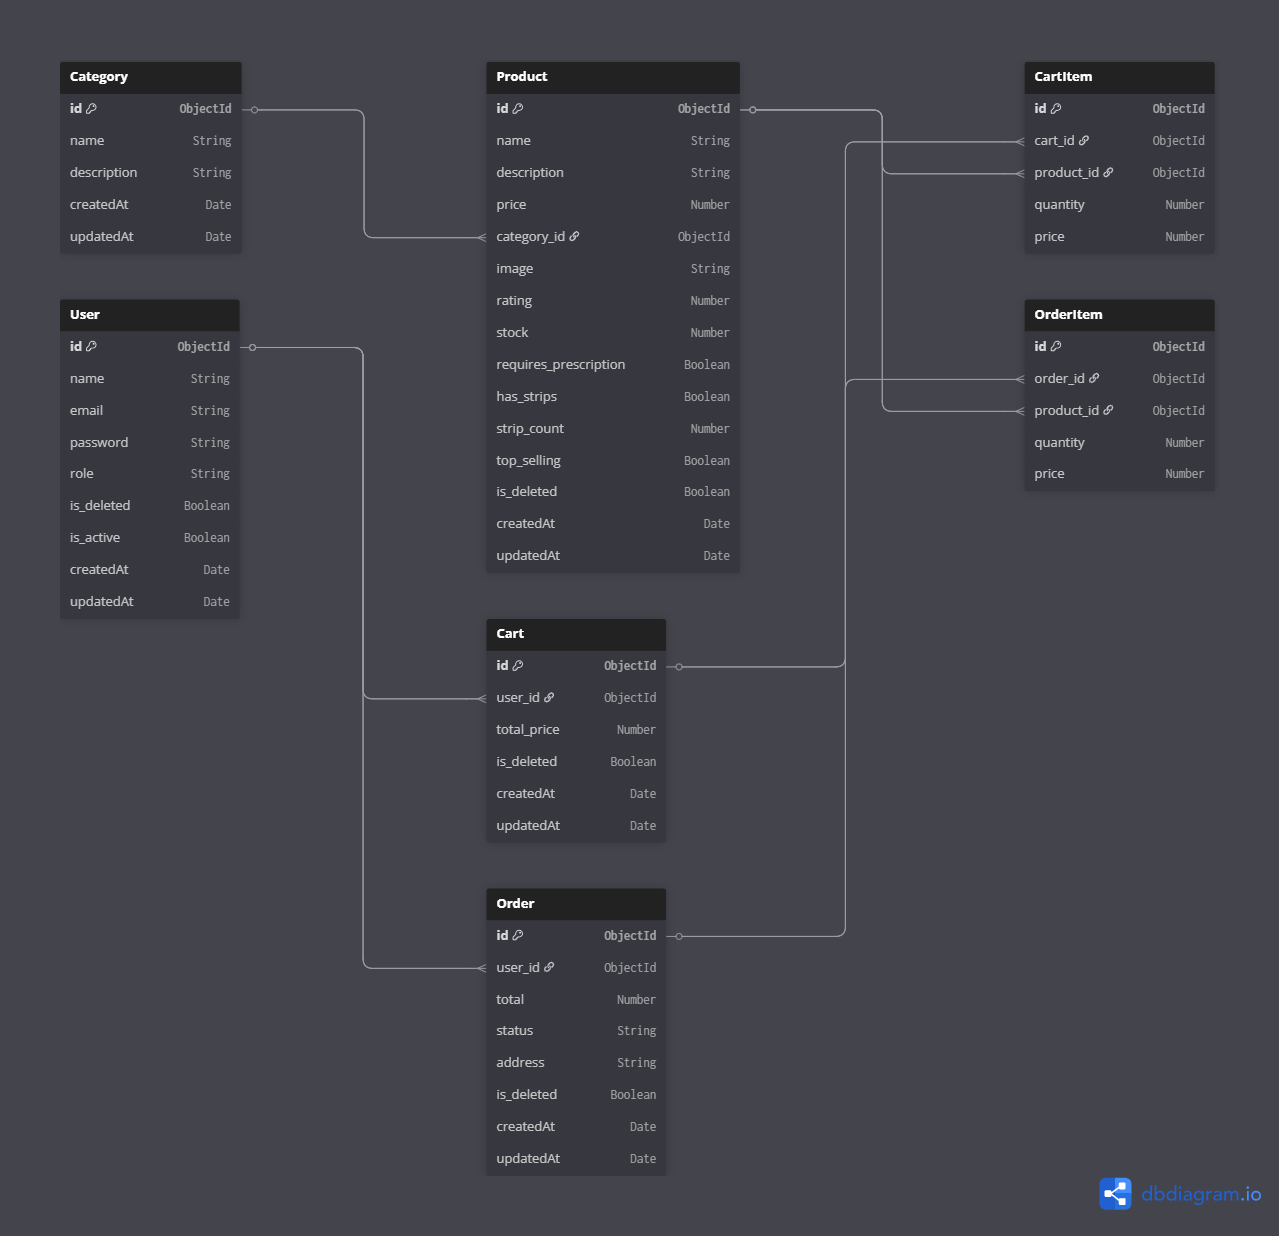 Category
id ObjectId
name String
description String
createdAt Date
updatedAt Date
User
id ObjectId
name String
email String
password String
role String
is_deleted Boolean
is_active Boolean
createdAt Date
updatedAt Date
Product
id ObjectId
name String
description String
price Number
category_id ObjectId
image String
rating Number
stock Number
requires_prescription Boolean
has_strips Boolean
strip_count Number
top_selling Boolean
is_deleted Boolean
createdAt Date
updatedAt Date
Cart
id ObjectId
user_id ObjectId
total_price Number
is_deleted Boolean
createdAt Date
updatedAt Date
Order
id ObjectId
user_id ObjectId
total Number
status String
address String
is_deleted Boolean
createdAt Date
updatedAt Date
CartItem
id ObjectId
cart_id ObjectId
product_id ObjectId
quantity Number
price Number
OrderItem
id ObjectId
order_id ObjectId
product_id ObjectId
quantity Number
price Number
dbdiagram.io